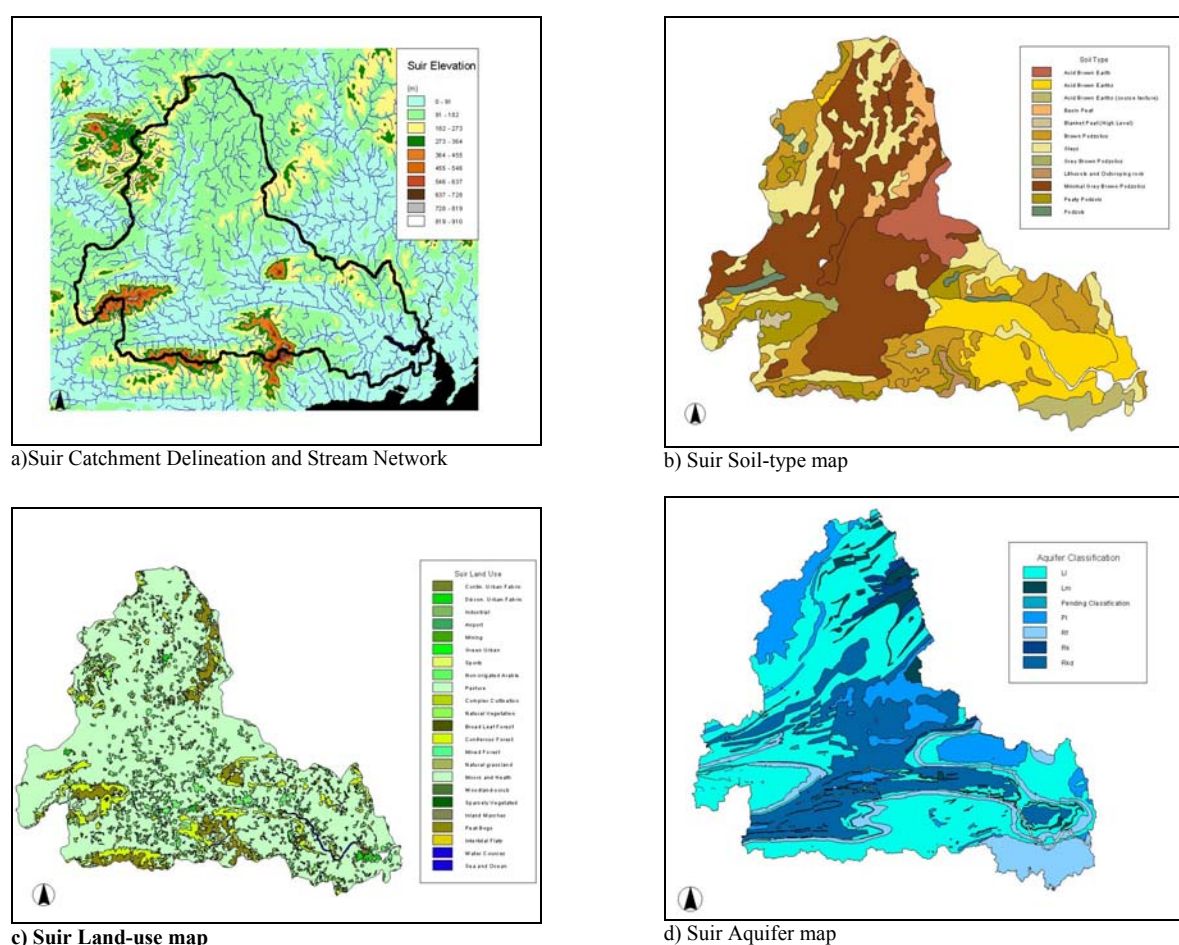 Suir Elevation
[m]
0 - 91
91 - 182
182 - 273
273 - 364
364 - 455
455 - 546
546 - 637
637 - 728
728 - 819
819 - 910
a)Suir Catchment Delineation and Stream Network
Soil Type
Acid Brown Earth
Acid Brown Earths
Acid Brown Earths (coarse texture)
Basin Peat
Blanket Peat (High Level)
Brown Podzolics
Gleys
Grey Brown Podzolics
Lithosols and Outcroping rock
Minimal Grey Brown Podzolics
Peaty Podzols
Podzols
b) Suir Soil-type map
Suir Land Use
Contin. Urban Fabric
Discon. Urban Fabric
Industrial
Airport
Mining
Green Urban
Sports
Non-irrigated Arable
Pasture
Complex Cultivation
Natural Vegetation
Broad Leaf Forest
Coniferous Forest
Mixed Forest
Natural grassland
Moors and Heath
Woodland-scrub
Sparsely Vegetated
Inland Marshes
Peat Bogs
Intertidal Flats
Water Courses
Sea and Ocean
c) Suir Land-use map
Aquifer Classification
Ll
Lm
Pending Classification
Pl
Rf
Rk
Rkd
d) Suir Aquifer map